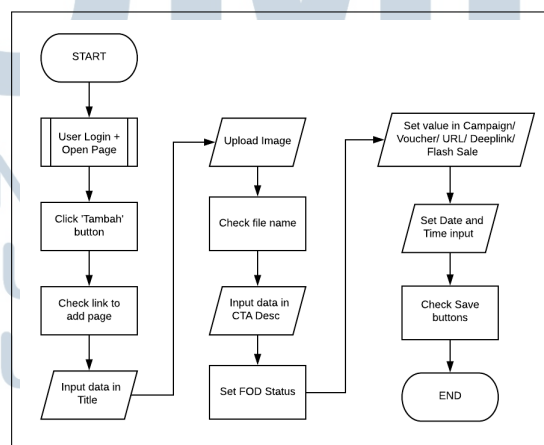 START
User Login +
Open Page
Click 'Tambah'
button
Check link to
add page
Input data in
Title
Upload Image
Check file name
Input data in
CTA Desc
Set FOD Status
Set value in Campaign/
Voucher/ URL/ Deeplink/
Flash Sale
Set Date and
Time input
Check Save
buttons
END